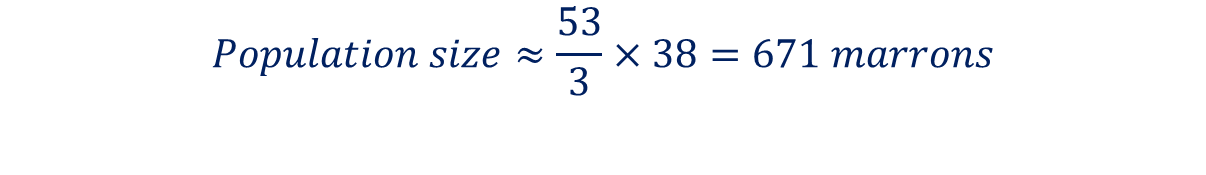 Population size ≈ 53/3 × 38 = 671 marrons